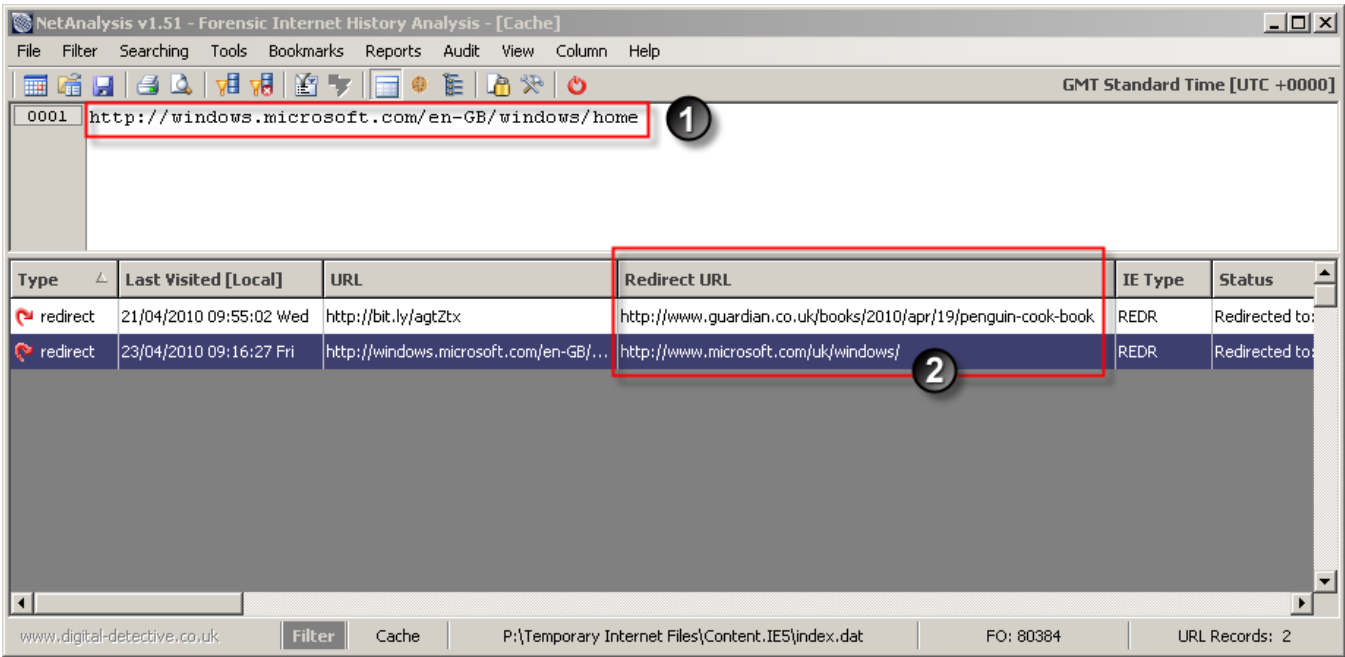 NetAnalysis v1.51 - Forensic Internet History Analysis - [Cache]
File Filter Searching Tools Bookmarks Reports Audit View Column Help
GMT Standard Time [UTC +0000]
0001 http://windows.microsoft.com/en-GB/windows/home 1
Type Last Visited [Local] URL Redirect URL IE Type Status
redirect 21/04/2010 09:55:02 Wed http://bit.ly/agtZtx http://www.guardian.co.uk/books/2010/apr/19/penguin-cook-book REDR Redirected to:
redirect 23/04/2010 09:16:27 Fri http://windows.microsoft.com/en-GB/... http://www.microsoft.com/uk/windows/ REDR Redirected to:
2
www.digital-detective.co.uk Filter Cache P:\Temporary Internet Files\Content.IE5\index.dat FO: 80384 URL Records: 2